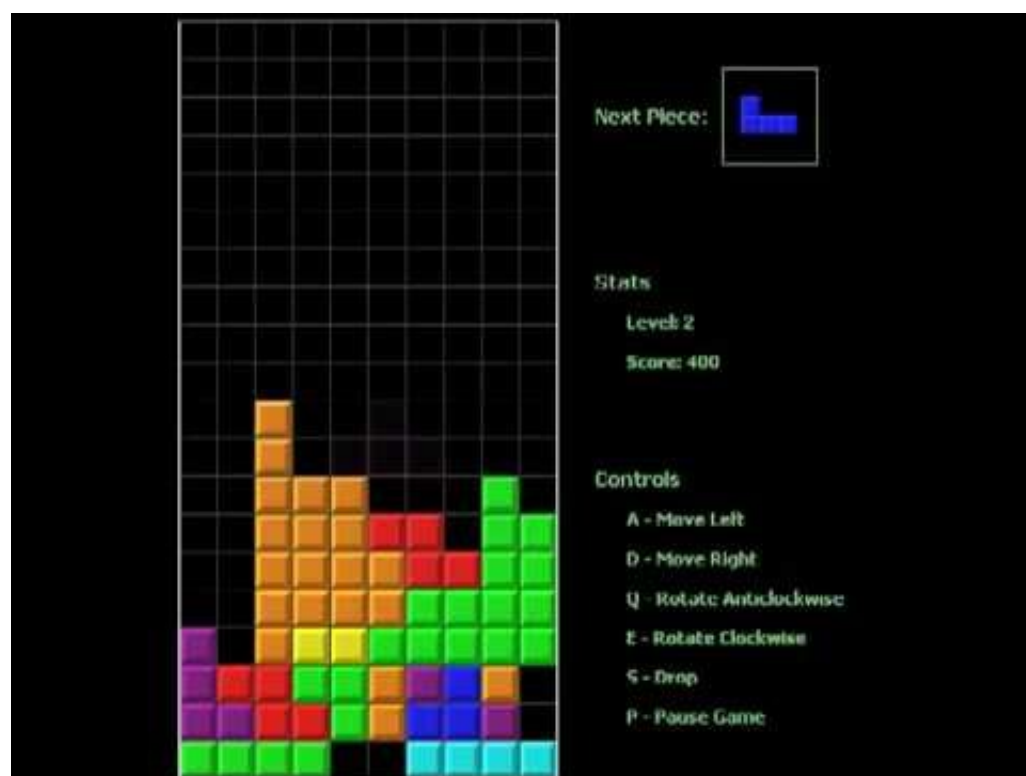 Next Piece:
Stats
Level: 2
Score: 400
Controls
A - Move Left
D - Move Right
Q - Rotate Anticlockwise
E - Rotate Clockwise
S - Drop
P - Pause Game